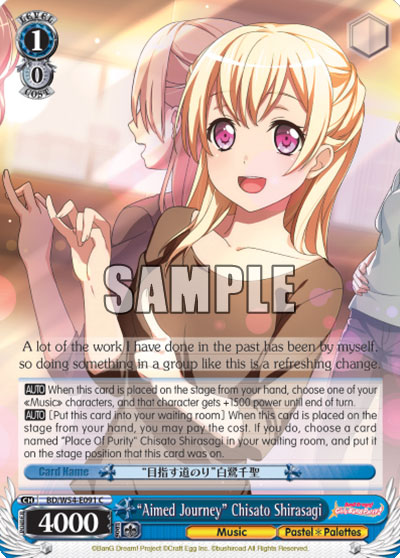 LEVEL
1
0
COST
SAMPLE
A lot of the work I have done in the past has been by myself,
so doing something in a group like this is a refreshing change.
AUTO When this card is placed on the stage from your hand, choose one of your
«Music» characters, and that character gets +1500 power until end of turn.
AUTO [Put this card into your waiting room] When this card is placed on the
stage from your hand, you may pay the cost. If you do, choose a card
named “Place Of Purity” Chisato Shirasagi in your waiting room, and put it
on the stage position that this card was on.
Card Name
“目指す道のり”白鷺千聖
CH
BD/W54-E091 C
POWER
4000
“Aimed Journey” Chisato Shirasagi
Music
Pastel*Palettes
©BanG Dream! Project ©Craft Egg Inc. ©bushiroad All Rights Reserved.